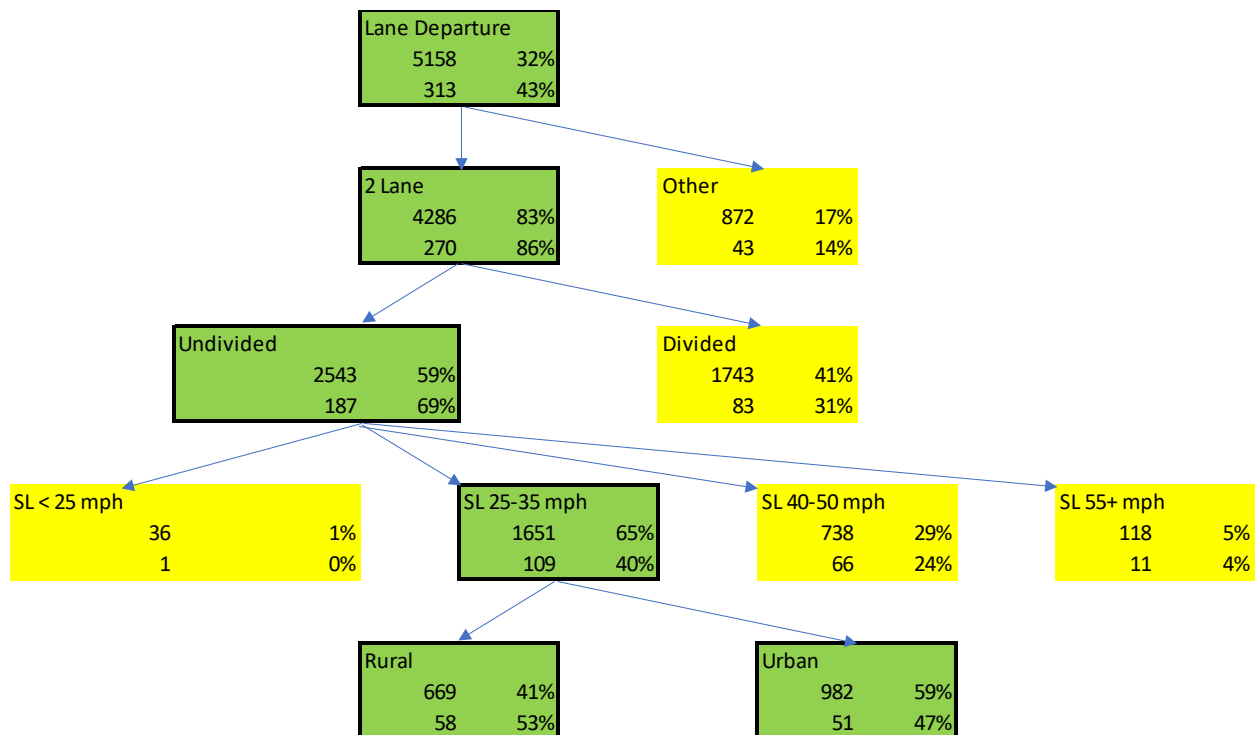 Lane Departure
5158 32%
313 43%
2 Lane
4286 83%
270 86%
Other
872 17%
43 14%
Undivided
2543 59%
187 69%
Divided
1743 41%
83 31%
SL < 25 mph
36 1%
1 0%
SL 25-35 mph
1651 65%
109 40%
SL 40-50 mph
738 29%
66 24%
SL 55+ mph
118 5%
11 4%
Rural
669 41%
58 53%
Urban
982 59%
51 47%